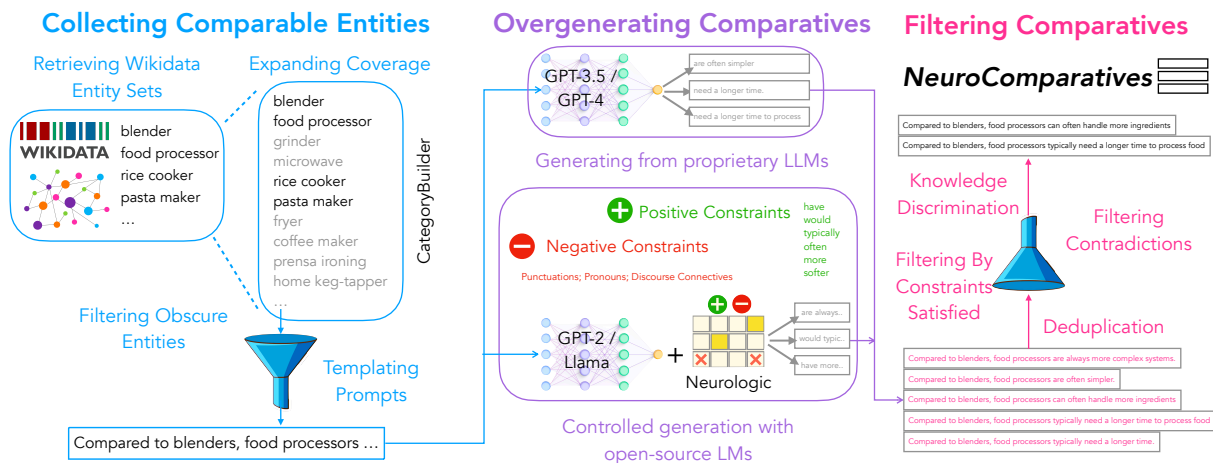 Collecting Comparable Entities
Retrieving Wikidata
Entity Sets
WIKIDATA
blender
food processor
rice cooker
pasta maker
...
Expanding Coverage
blender
food processor
grinder
microwave
rice cooker
pasta maker
fryer
coffee maker
prensa ironing
home keg-tapper
...
CategoryBuilder
Filtering Obscure
Entities
Templating
Prompts
Compared to blenders, food processors ...
Overgenerating Comparatives
GPT-3.5 /
GPT-4
are often simpler
need a longer time.
need a longer time to process
Generating from proprietary LLMs
Positive Constraints
have
would
typically
often
more
softer
Negative Constraints
Punctuations; Pronouns; Discourse Connectives
GPT-2 /
Llama
Neurologic
are always..
would typic..
have more..
Controlled generation with
open-source LMs
Filtering Comparatives
NeuroComparatives
Compared to blenders, food processors can often handle more ingredients
Compared to blenders, food processors typically need a longer time to process food
Knowledge
Discrimination
Filtering
Contradictions
Filtering By
Constraints
Satisfied
Deduplication
Compared to blenders, food processors are always more complex systems.
Compared to blenders, food processors are often simpler.
Compared to blenders, food processors can often handle more ingredients
Compared to blenders, food processors typically need a longer time to process food
Compared to blenders, food processors typically need a longer time.